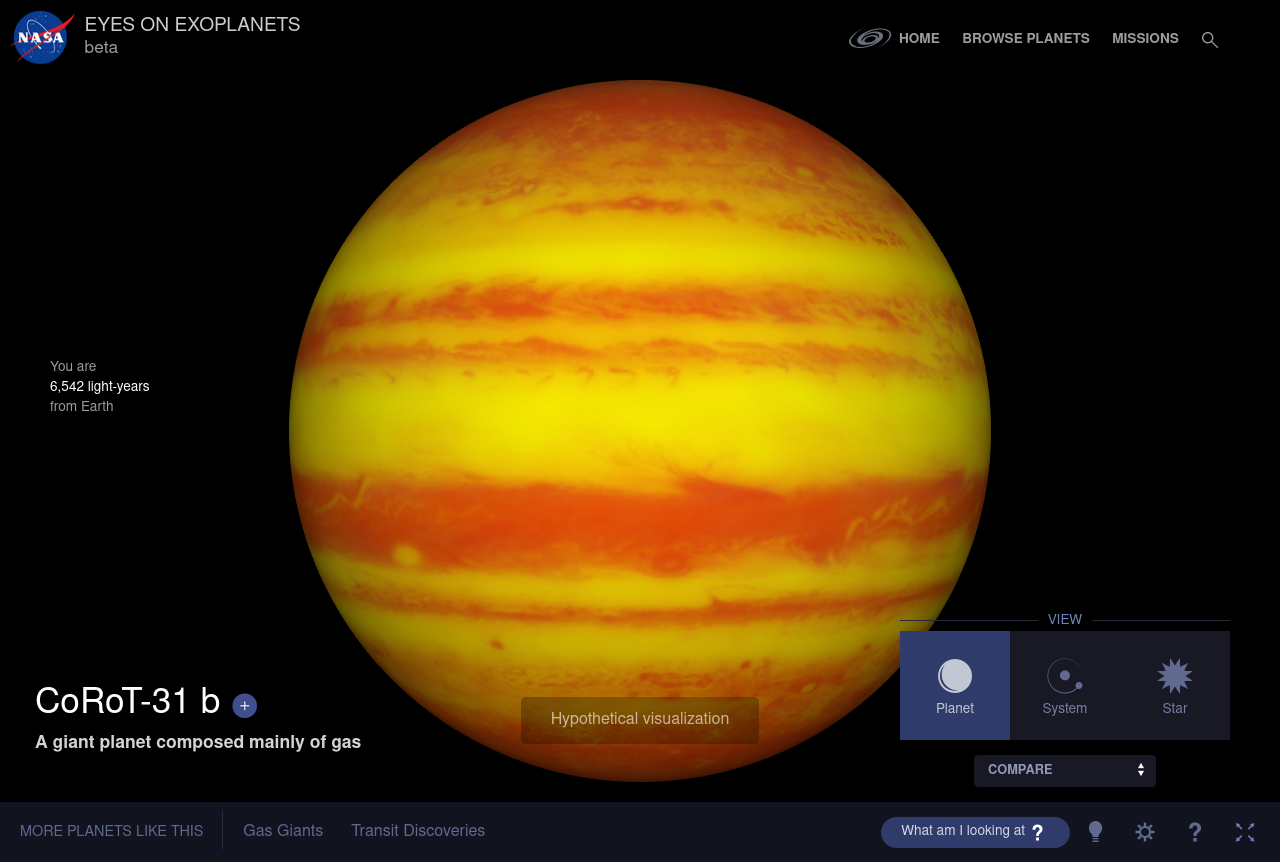 NASA
EYES ON EXOPLANETS
beta
HOME
BROWSE PLANETS
MISSIONS
You are
6,542 light-years
from Earth
VIEW
Planet
System
Star
CoRoT-31 b +
A giant planet composed mainly of gas
Hypothetical visualization
COMPARE
MORE PLANETS LIKE THIS
Gas Giants
Transit Discoveries
What am I looking at ?
?